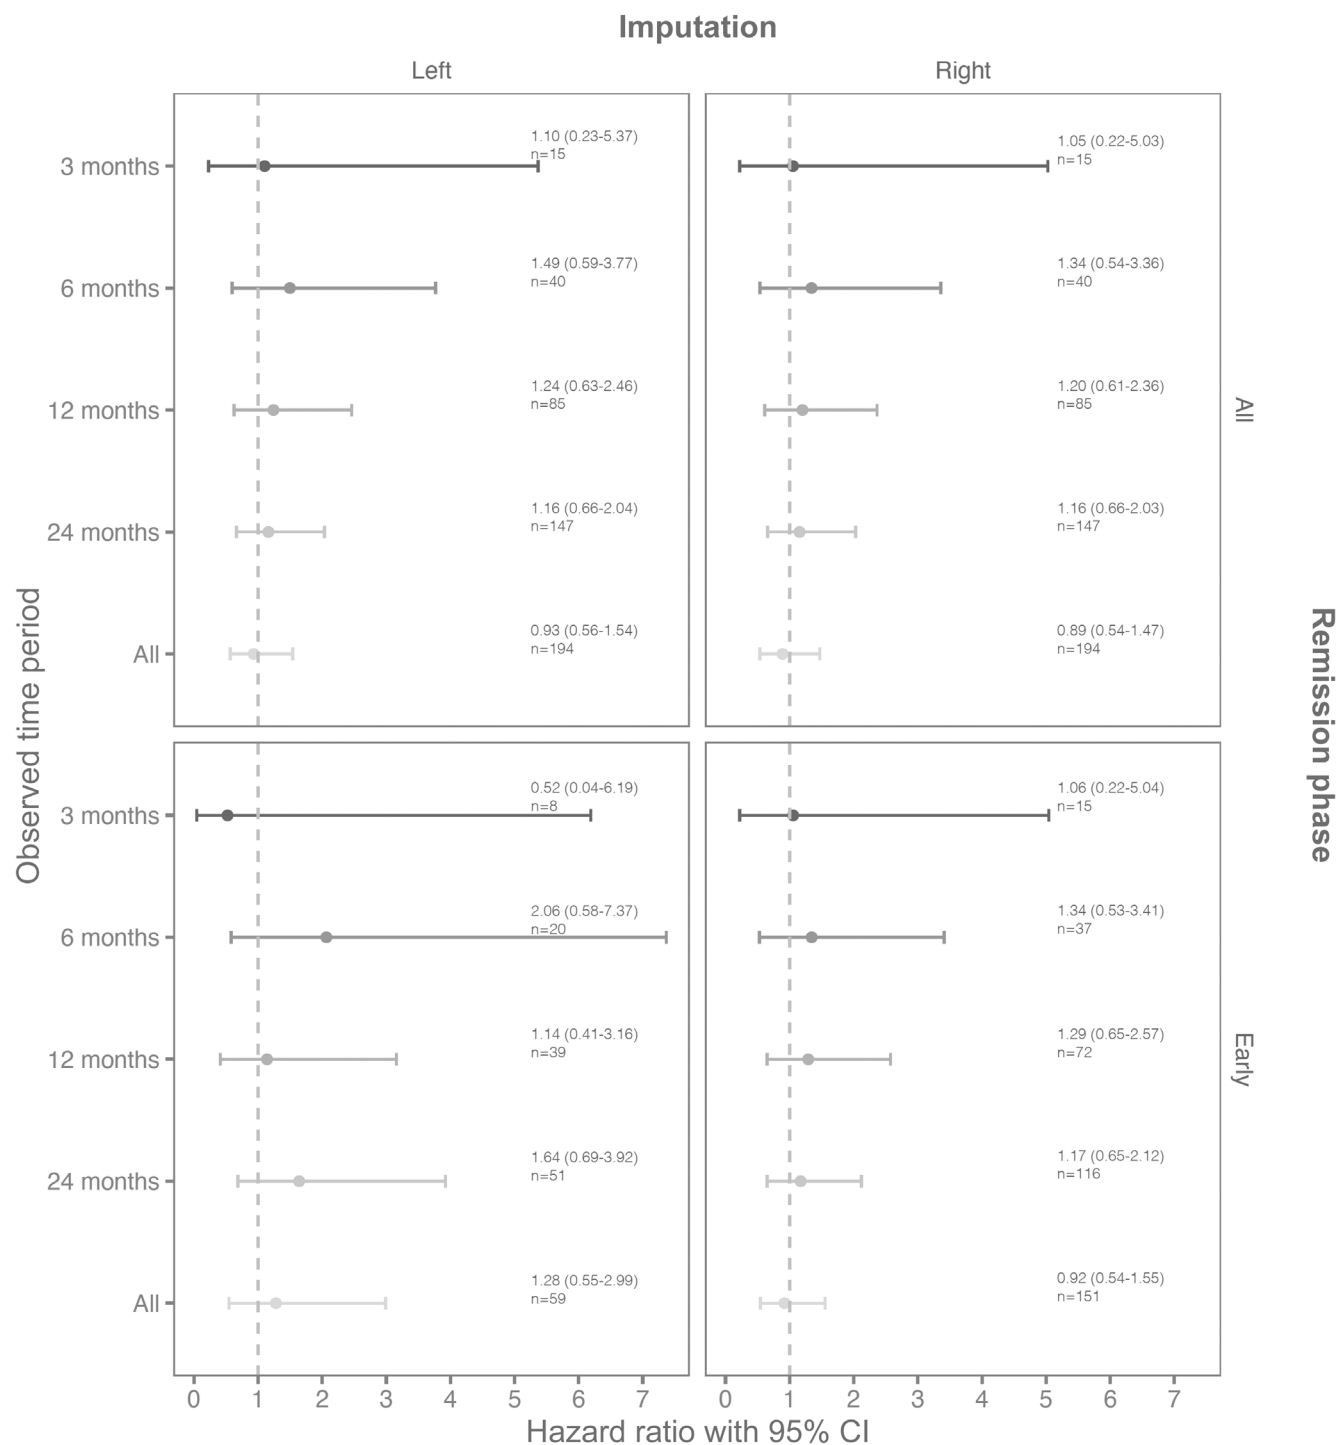 Imputation
Left
Right
Observed time period
Remission phase
All
3 months
1.10 (0.23-5.37)
n=15
1.05 (0.22-5.03)
n=15
6 months
1.49 (0.59-3.77)
n=40
1.34 (0.54-3.36)
n=40
12 months
1.24 (0.63-2.46)
n=85
1.20 (0.61-2.36)
n=85
24 months
1.16 (0.66-2.04)
n=147
1.16 (0.66-2.03)
n=147
All
0.93 (0.56-1.54)
n=194
0.89 (0.54-1.47)
n=194
Early
3 months
0.52 (0.04-6.19)
n=8
1.06 (0.22-5.04)
n=15
6 months
2.06 (0.58-7.37)
n=20
1.34 (0.53-3.41)
n=37
12 months
1.14 (0.41-3.16)
n=39
1.29 (0.65-2.57)
n=72
24 months
1.64 (0.69-3.92)
n=51
1.17 (0.65-2.12)
n=116
All
1.28 (0.55-2.99)
n=59
0.92 (0.54-1.55)
n=151
0 1 2 3 4 5 6 7
0 1 2 3 4 5 6 7
Hazard ratio with 95% CI